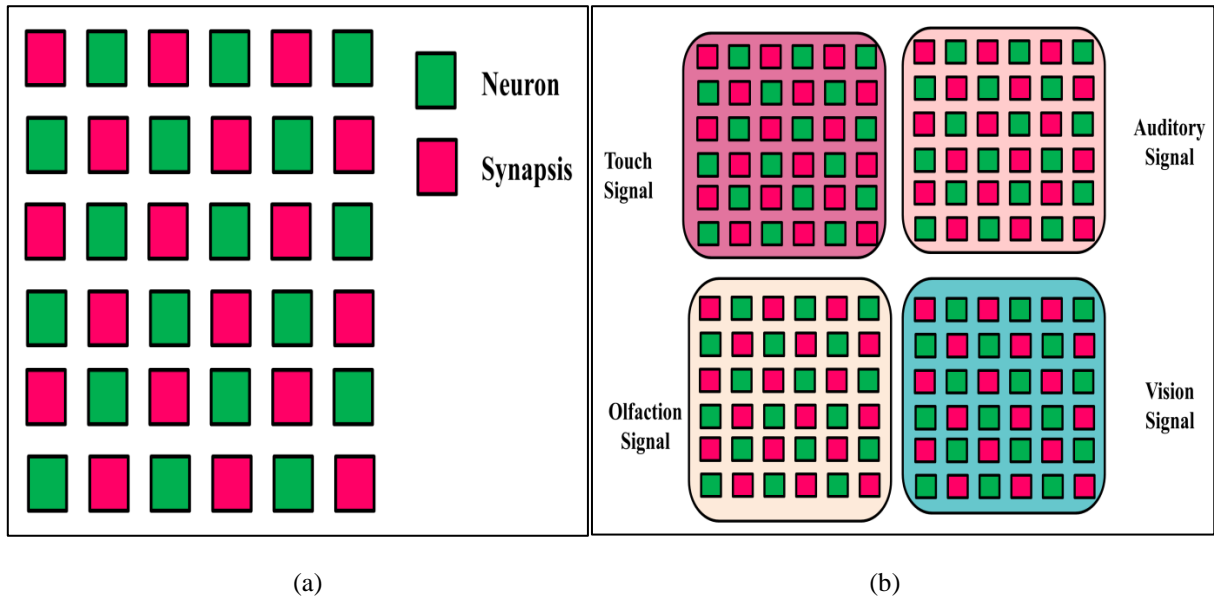 Neuron
Synapsis
Touch
Signal
Auditory
Signal
Olfaction
Signal
Vision
Signal
(a)
(b)